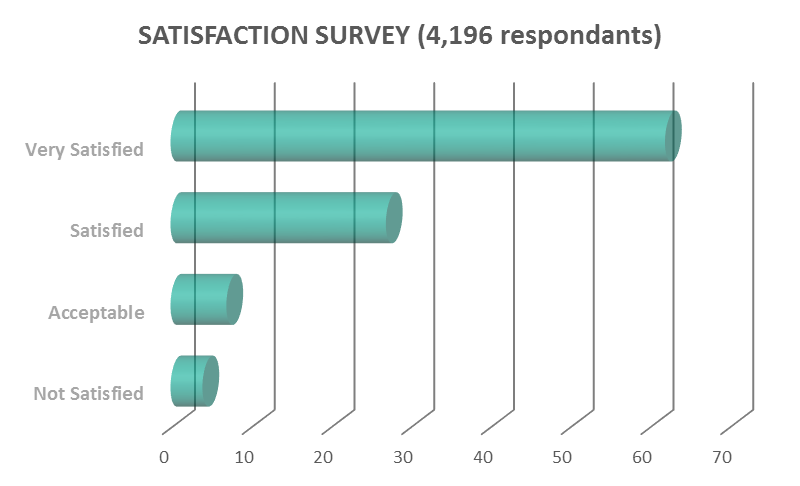 SATISFACTION SURVEY (4,196 respondants)
Very Satisfied
Satisfied
Acceptable
Not Satisfied
0 10 20 30 40 50 60 70